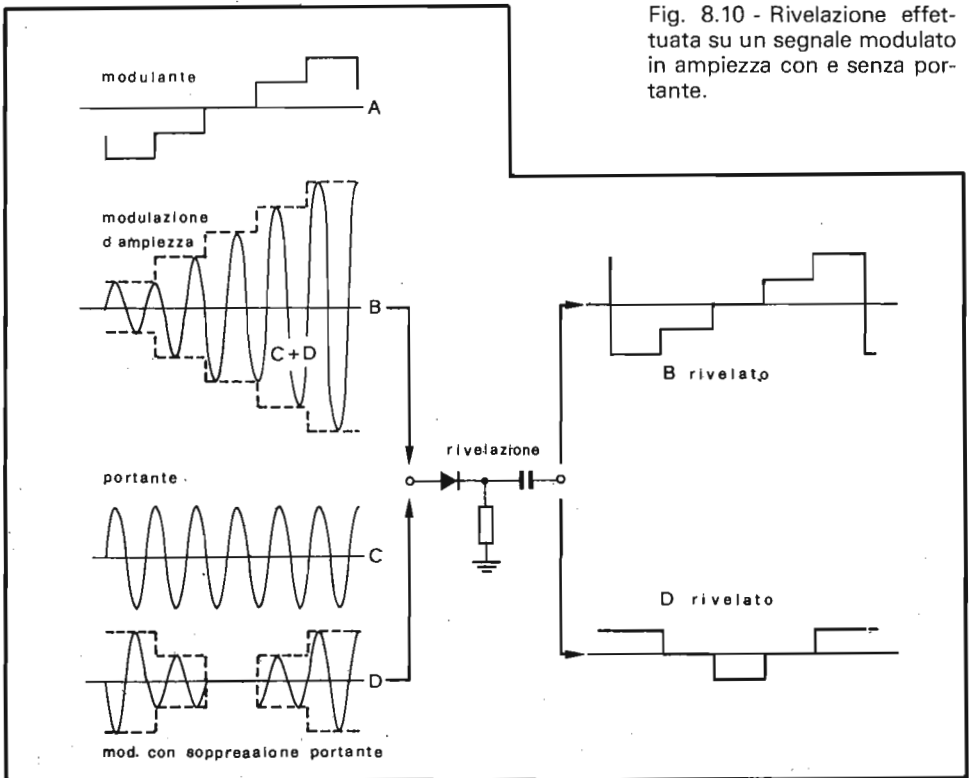 Fig. 8.10 - Rivelazione effet-
tuata su un segnale modulato
in ampiezza con e senza por-
tante.
modulante
A
modulazione
d ampiezza
B
C+D
portante
C
D
mod. con soppreaaione portante
rivelazione
B rivelato
D rivelato